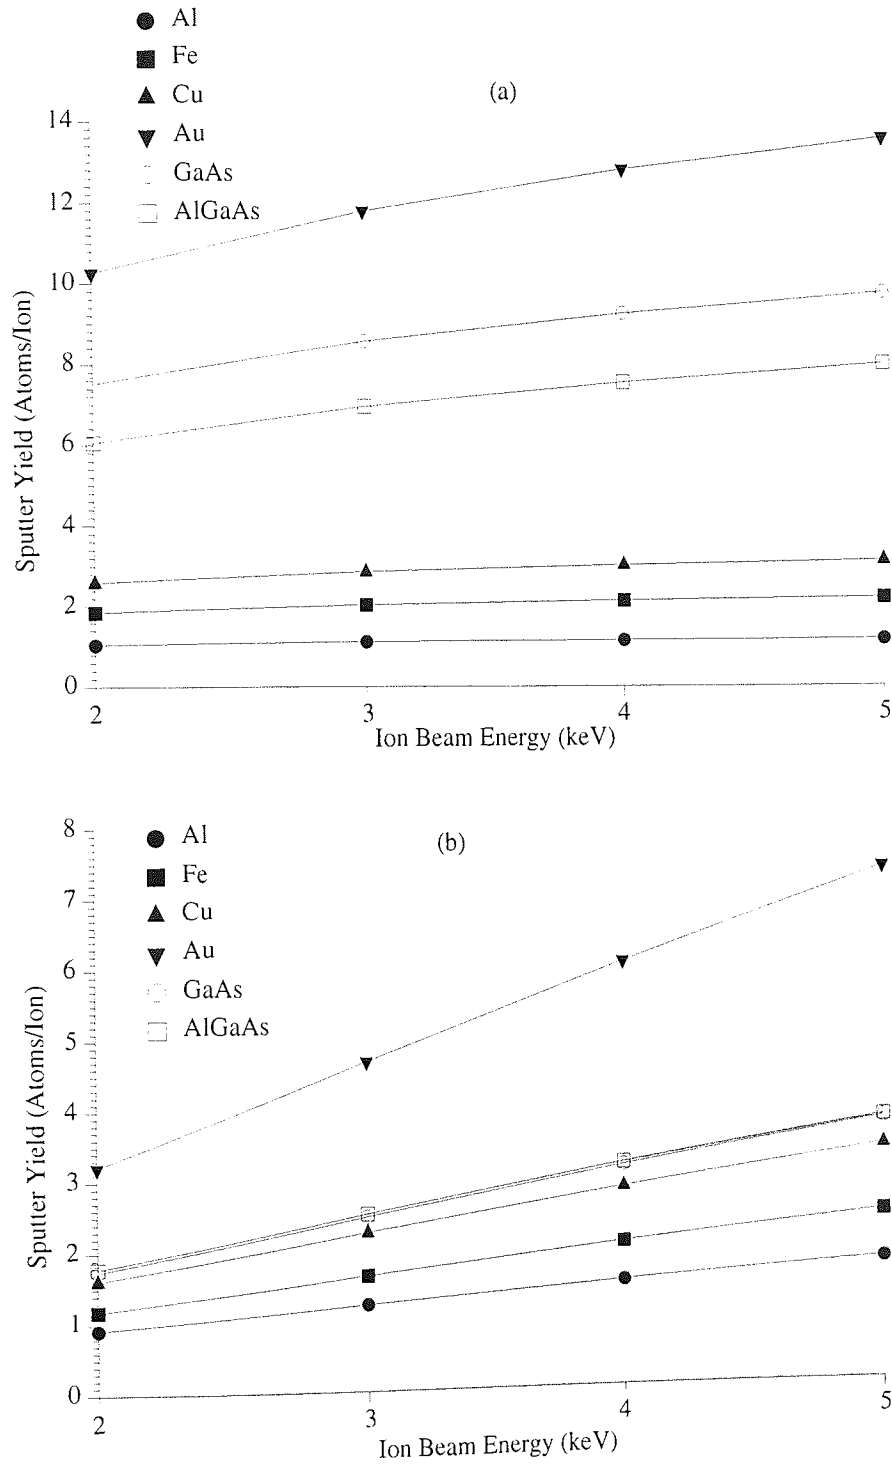 Al
Fe
(a)
Cu
14
Au
GaAs
12
AlGaAs
10
8
6
4
2
0
Sputter Yield (Atoms/Ion)
2 3 4 5
Ion Beam Energy (keV)
8
Al
(b)
Fe
7
Cu
Au
6
GaAs
AlGaAs
5
4
3
2
1
0
Sputter Yield (Atoms/Ion)
2 3 4 5
Ion Beam Energy (keV)